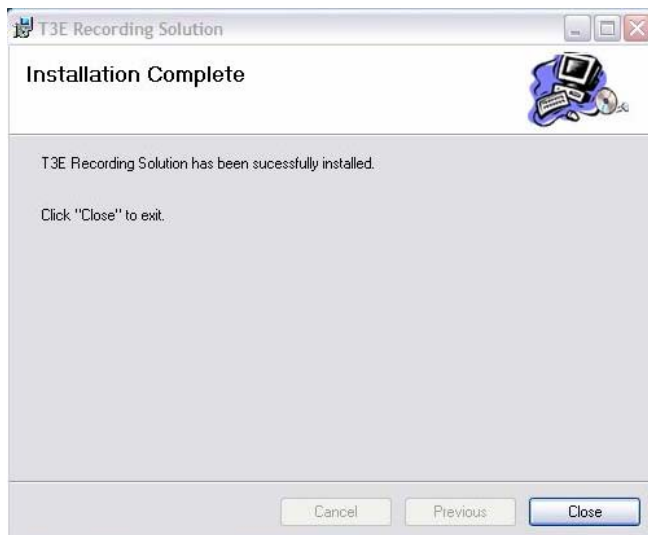 T3E Recording Solution
Installation Complete
T3E Recording Solution has been sucessfully installed.
Click "Close" to exit.
Cancel
Previous
Close